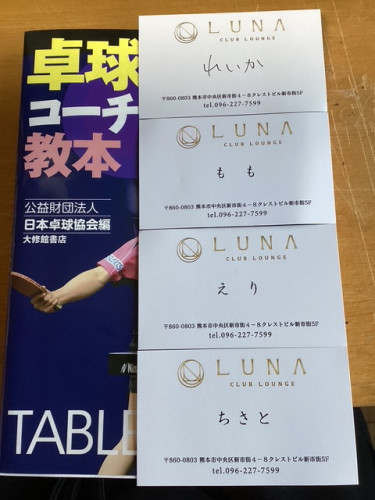 卓球
コーチ
教本
公益財団法人
日本卓球協会編
大修館書店
TABLE
LUNA
CLUB LOUNGE
れいか
〒860-0803 熊本市中央区新市街4-8クレストビル新市街5F
tel.096-227-7599
LUNA
CLUB LOUNGE
もも
〒860-0803 熊本市中央区新市街4-8クレストビル新市街5F
tel.096-227-7599
LUNA
CLUB LOUNGE
えり
〒860-0803 熊本市中央区新市街4-8クレストビル新市街5F
tel.096-227-7599
LUNA
CLUB LOUNGE
ちさと
〒860-0803 熊本市中央区新市街4-8クレストビル新市街5F
tel.096-227-7599